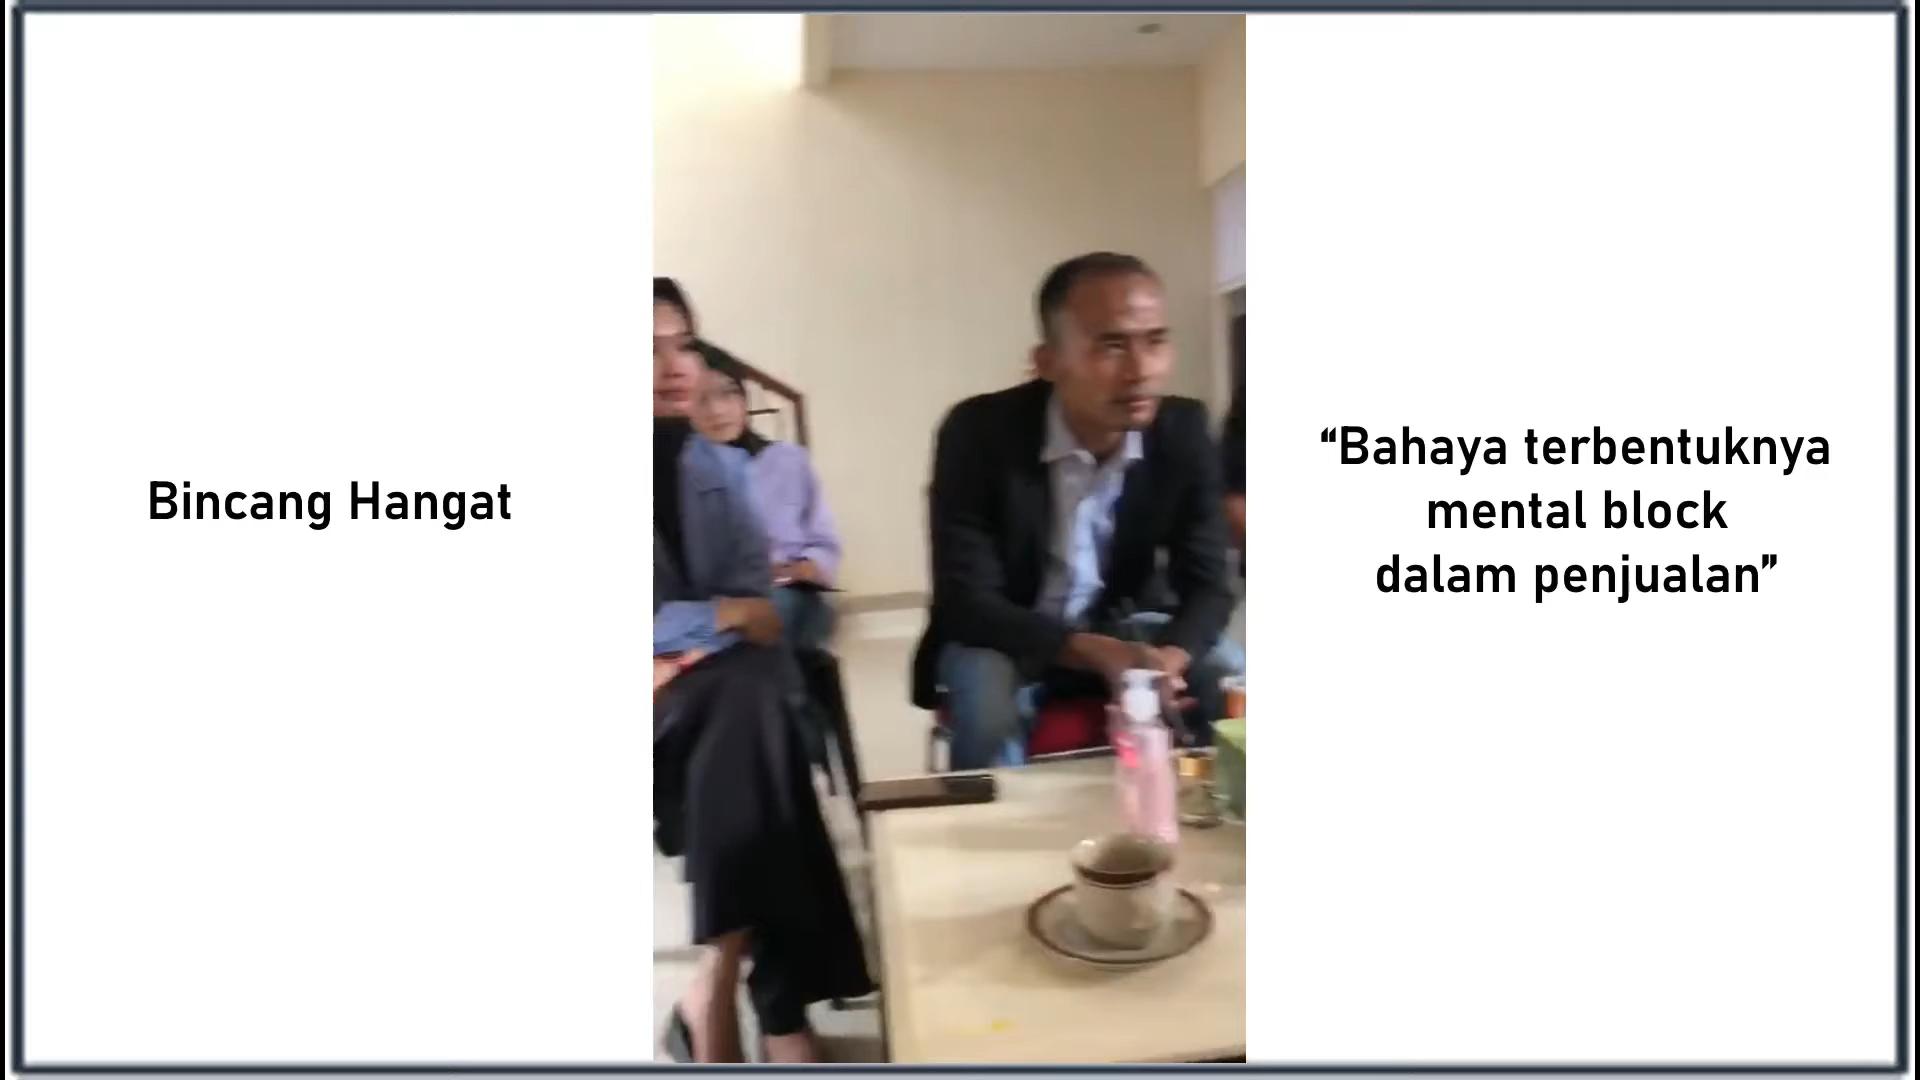 Bincang Hangat
“Bahaya terbentuknya
mental block
dalam penjualan”